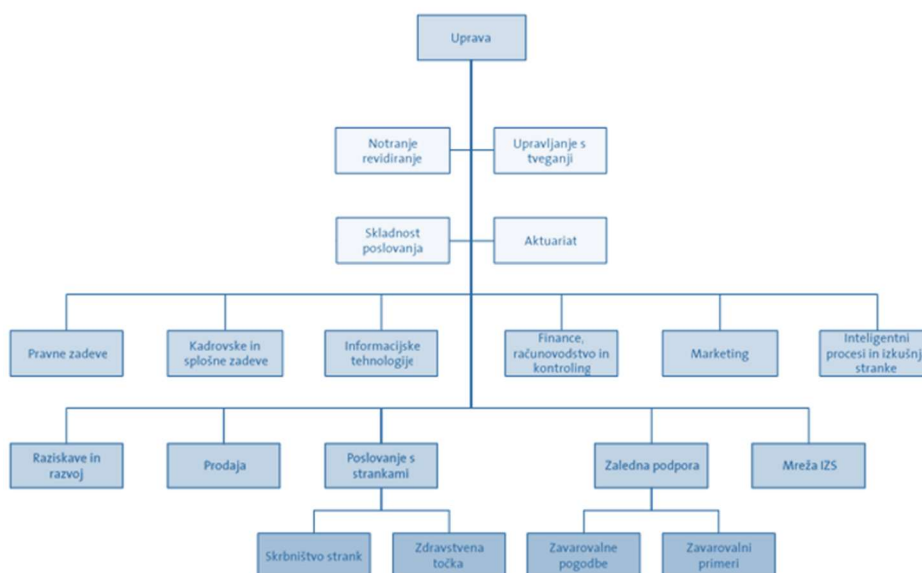 Uprava
Notranje
revidiranje
Upravljanje s
tveganji
Skladnost
poslovanja
Aktuariat
Pravne zadeve
Kadrovske in
splošne zadeve
Informacijske
tehnologije
Finance,
računovodstvo in
kontroling
Marketing
Inteligentni
procesi in izkušnj
stranke
Raziskave in
razvoj
Prodaja
Poslovanje s
strankami
Zaledna podpora
Mreža IZS
Skrbništvo strank
Zdravstvena
točka
Zavarovalne
pogodbe
Zavarovalni
primeri